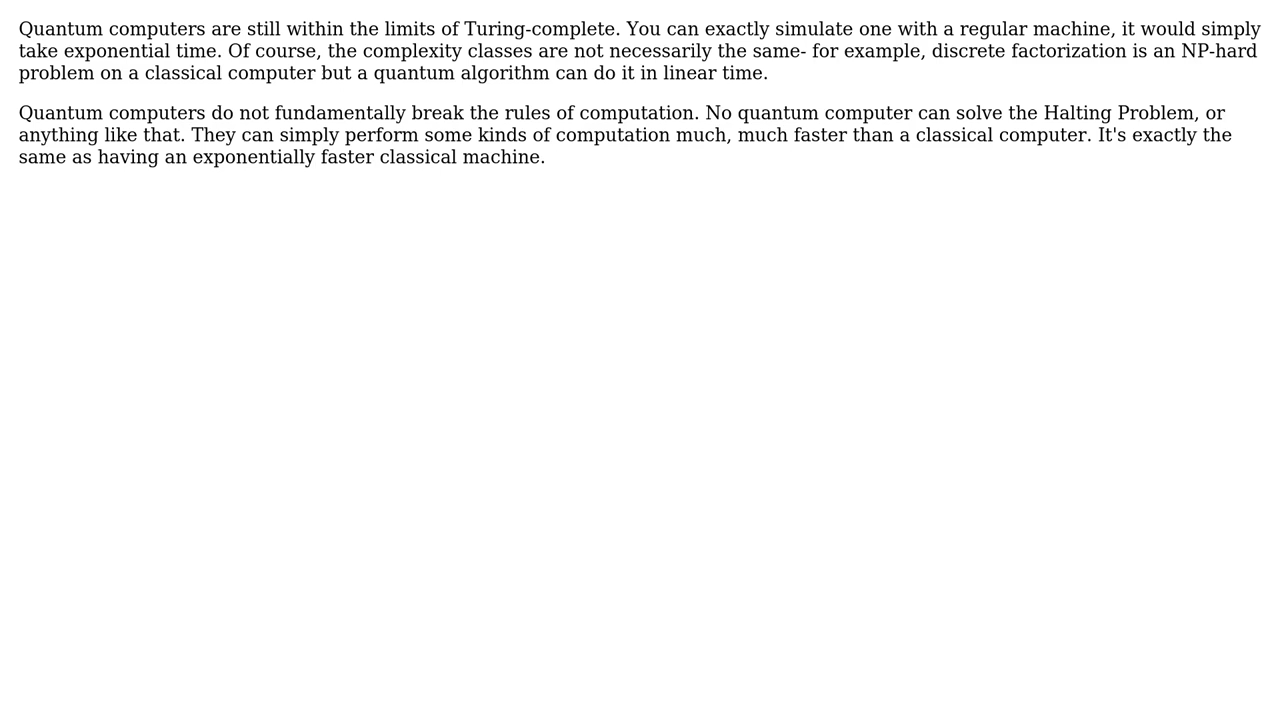 Quantum computers are still within the limits of Turing-complete. You can exactly simulate one with a regular machine, it would simply
take exponential time. Of course, the complexity classes are not necessarily the same- for example, discrete factorization is an NP-hard
problem on a classical computer but a quantum algorithm can do it in linear time.
Quantum computers do not fundamentally break the rules of computation. No quantum computer can solve the Halting Problem, or
anything like that. They can simply perform some kinds of computation much, much faster than a classical computer. It's exactly the
same as having an exponentially faster classical machine.